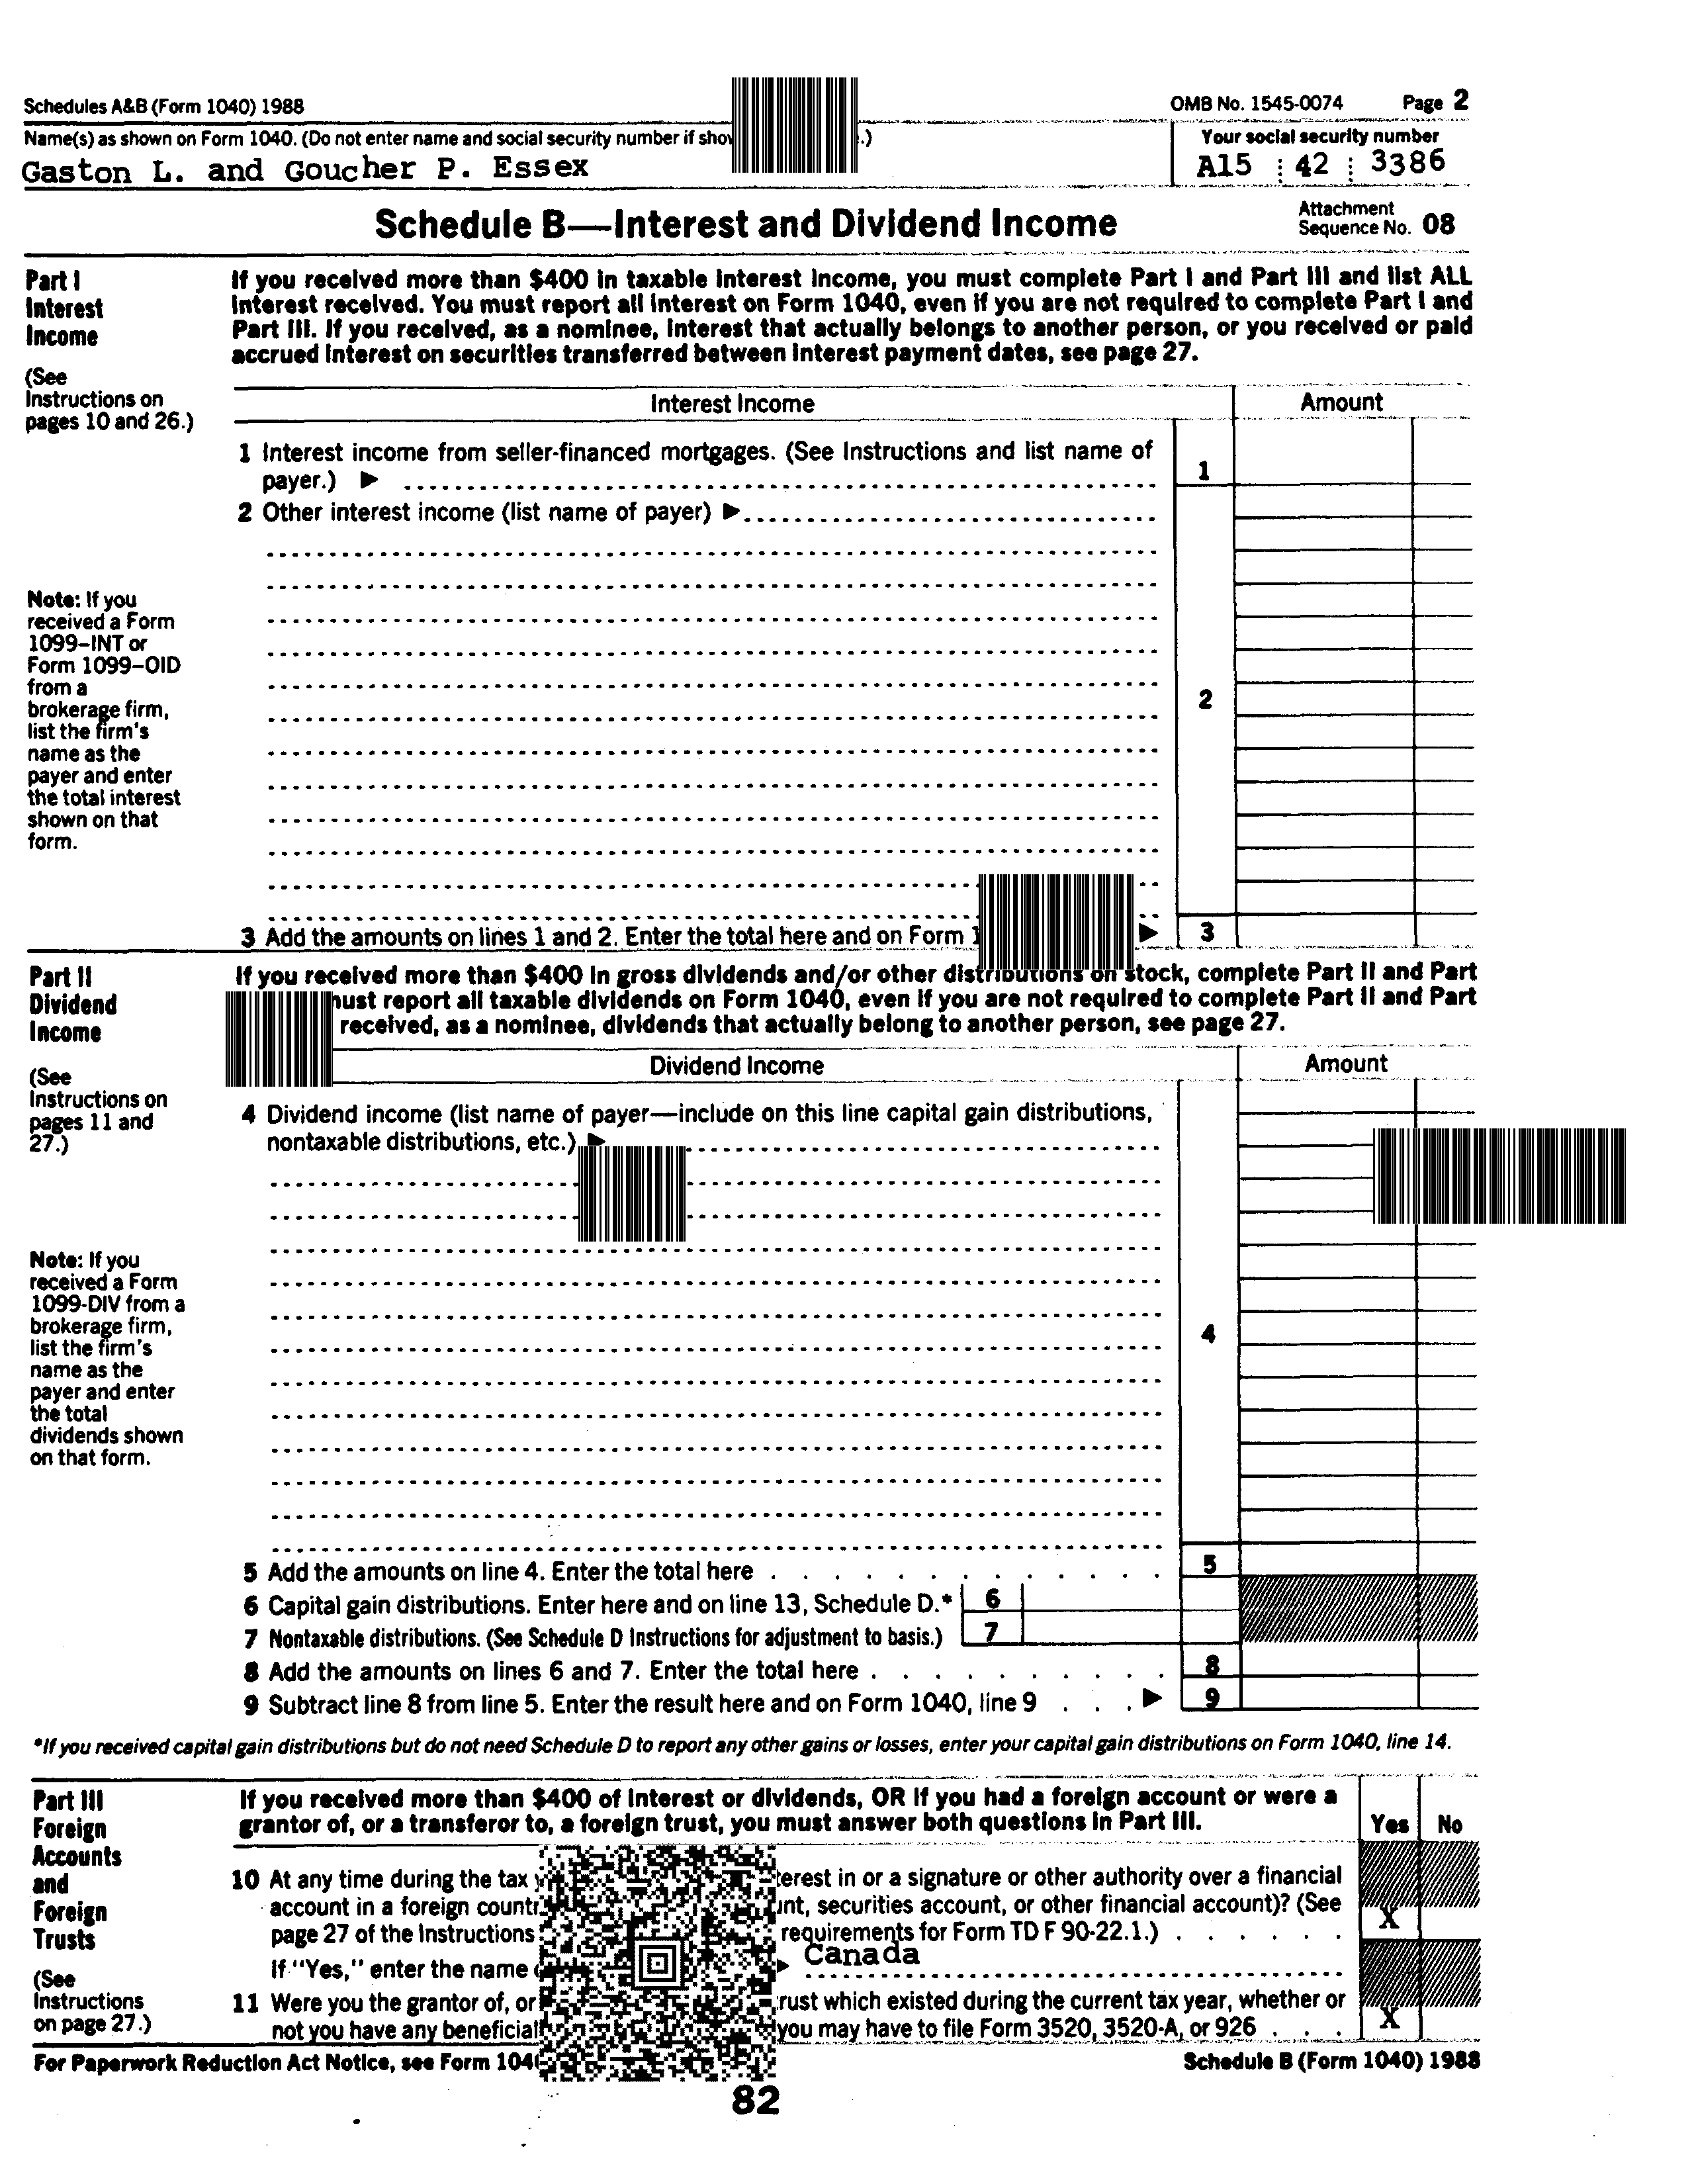 Schedules A&B (Form 1040) 1988 OMB No. 1545-0074 Page 2
Name(s) as shown on Form 1040. (Do not enter name and social security number if .) Your social security number
Gaston L. and Goucher P. Essex A15 42 3386
Schedule B—Interest and Dividend Income Attachment Sequence No. 08
Part I
Interest
Income
(See
Instructions on
pages 10 and 26.)
If you received more than $400 in taxable interest income, you must complete Part I and Part III and list ALL
interest received. You must report all interest on Form 1040, even if you are not required to complete Part I and
Part III. If you received, as a nominee, interest that actually belongs to another person, or you received or paid
accrued interest on securities transferred between interest payment dates, see page 27.
Interest Income Amount
1 Interest income from seller-financed mortgages. (See Instructions and list name of
payer.) ▶ 1
2 Other interest income (list name of payer) ▶
Note: If you
received a Form
1099–INT or
Form 1099–OID
from a
brokerage firm,
list the firm's
name as the
payer and enter
the total interest
shown on that
form.
2
3 Add the amounts on lines 1 and 2. Enter the total here and on Form ▶ 3
Part II
Dividend
Income
(See
Instructions on
pages 11 and
27.)
If you received more than $400 in gross dividends and/or other distributions on stock, complete Part II and Part
must report all taxable dividends on Form 1040, even if you are not required to complete Part II and Part
received, as a nominee, dividends that actually belong to another person, see page 27.
Dividend Income Amount
4 Dividend income (list name of payer—include on this line capital gain distributions,
nontaxable distributions, etc.) ▶
Note: If you
received a Form
1099-DIV from a
brokerage firm,
list the firm's
name as the
payer and enter
the total
dividends shown
on that form.
4
5 Add the amounts on line 4. Enter the total here . . . . . . . . . . . . 5
6 Capital gain distributions. Enter here and on line 13, Schedule D.* 6
7 Nontaxable distributions. (See Schedule D Instructions for adjustment to basis.) 7
8 Add the amounts on lines 6 and 7. Enter the total here . . . . . . . . . . 8
9 Subtract line 8 from line 5. Enter the result here and on Form 1040, line 9 . . . ▶ 9
*If you received capital gain distributions but do not need Schedule D to report any other gains or losses, enter your capital gain distributions on Form 1040, line 14.
Part III
Foreign
Accounts
and
Foreign
Trusts
(See
Instructions
on page 27.)
If you received more than $400 of interest or dividends, OR if you had a foreign account or were a
grantor of, or a transferor to, a foreign trust, you must answer both questions in Part III. Yes No
10 At any time during the tax in or a signature or other authority over a financial
account in a foreign securities account, or other financial account)? (See
page 27 of the Instructions requirements for Form TD F 90-22.1.) . . . . . . X
If "Yes," enter the name ▶ Canada
11 Were you the grantor of, or which existed during the current tax year, whether or
not you have any you may have to file Form 3520, 3520-A, or 926 . . . X
For Paperwork Reduction Act Notice, see Form Schedule B (Form 1040) 1988
82